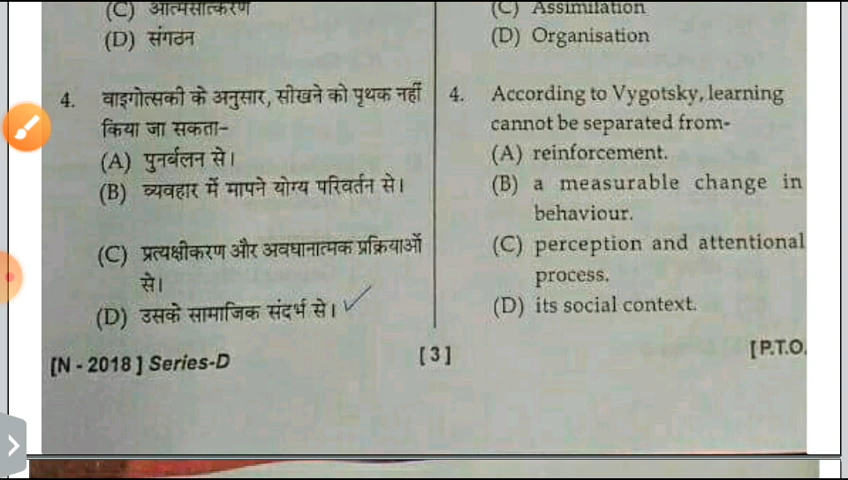 (C) आत्मसात्करण
(D) संगठन
4. वाइगोत्सकी के अनुसार, सीखने को पृथक नहीं
किया जा सकता-
(A) पुनर्बलन से।
(B) व्यवहार में मापने योग्य परिवर्तन से।
(C) प्रत्यक्षीकरण और अवधानात्मक प्रक्रियाओं
से।
(D) उसके सामाजिक संदर्भ से।
[N - 2018 ] Series-D
(C) Assimilation
(D) Organisation
4. According to Vygotsky, learning
cannot be separated from-
(A) reinforcement.
(B) a measurable change in
behaviour.
(C) perception and attentional
process.
(D) its social context.
[ 3 ]
[ P.T.O.